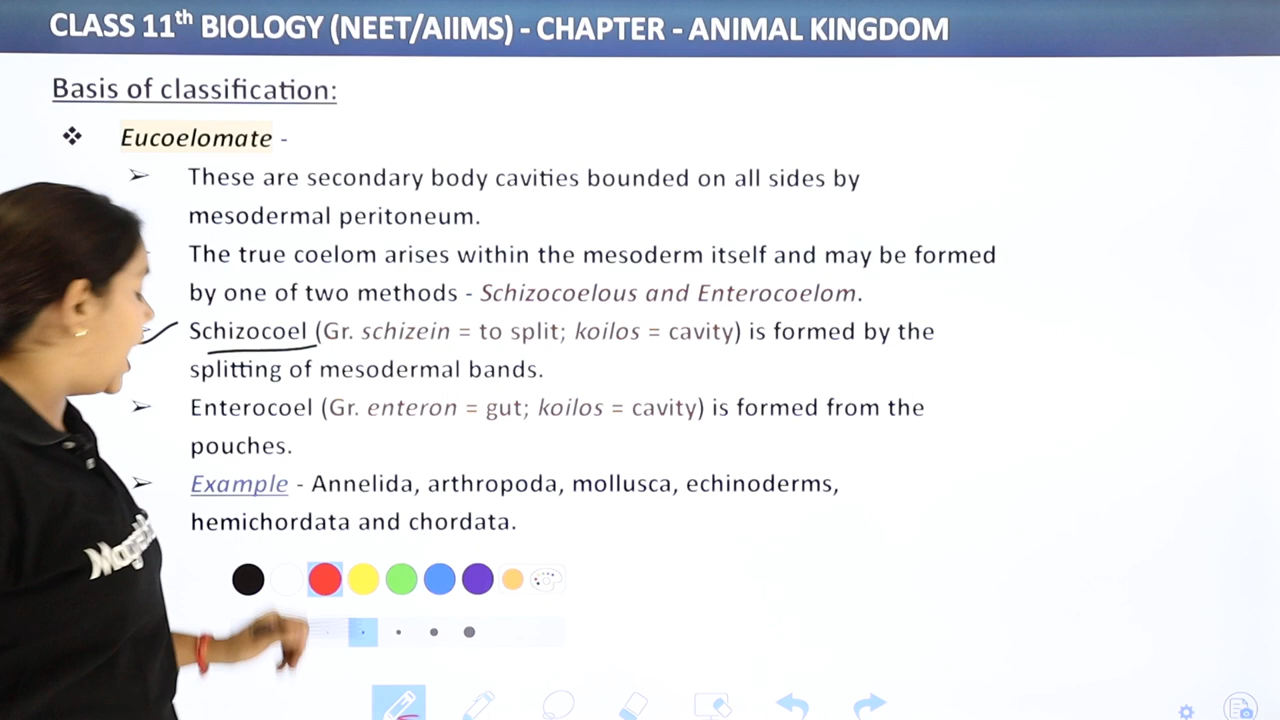 CLASS 11th BIOLOGY (NEET/AIIMS) - CHAPTER - ANIMAL KINGDOM
Basis of classification:
❖ Eucoelomate -
➢ These are secondary body cavities bounded on all sides by
mesodermal peritoneum.
The true coelom arises within the mesoderm itself and may be formed
by one of two methods - Schizocoelous and Enterocoelom.
Schizocoel (Gr. schizein = to split; koilos = cavity) is formed by the
splitting of mesodermal bands.
➢ Enterocoel (Gr. enteron = gut; koilos = cavity) is formed from the
pouches.
➢ Example - Annelida, arthropoda, mollusca, echinoderms,
hemichordata and chordata.